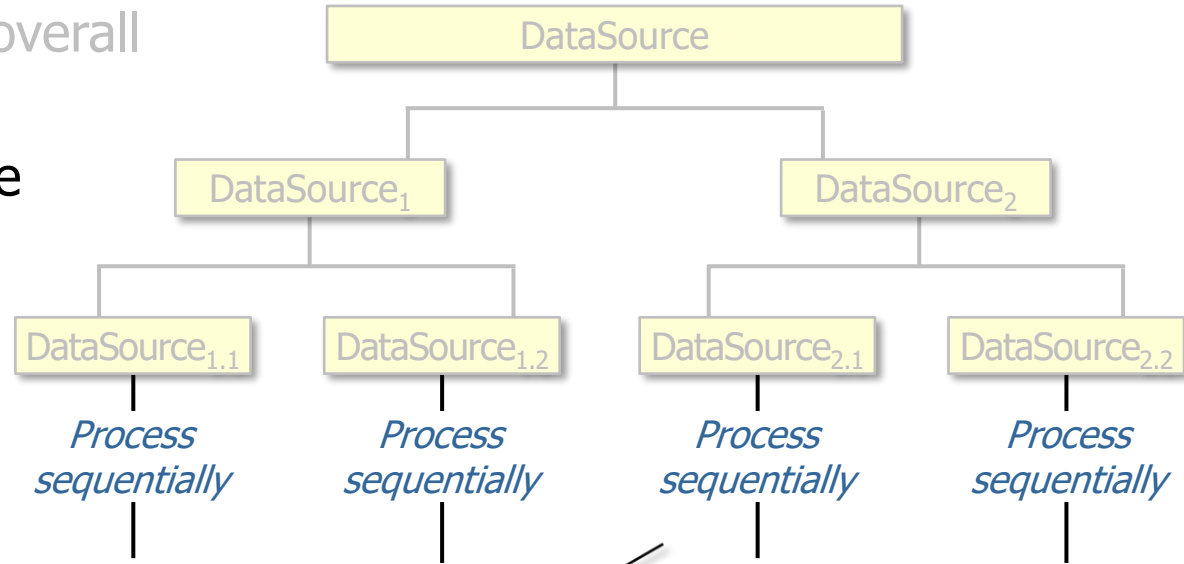 overall
DataSource
e
DataSource₁
DataSource₂
DataSource₁.₁
DataSource₁.₂
DataSource₂.₁
DataSource₂.₂
Process
sequentially
Process
sequentially
Process
sequentially
Process
sequentially